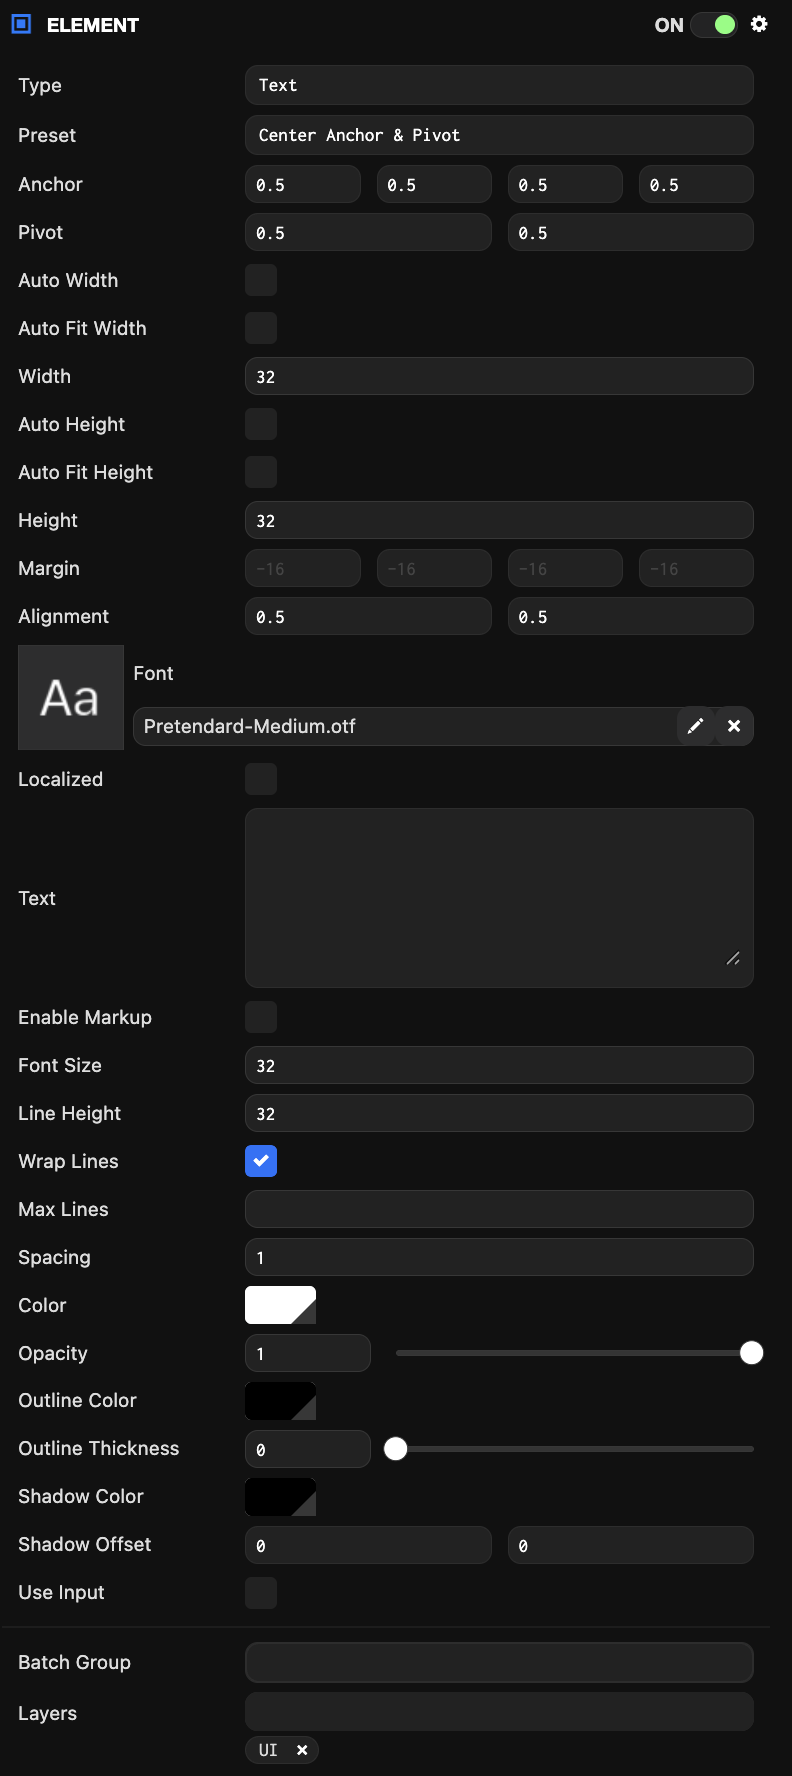 ELEMENT ON
Type Text
Preset Center Anchor & Pivot
Anchor 0.5 0.5 0.5 0.5
Pivot 0.5 0.5
Auto Width
Auto Fit Width
Width 32
Auto Height
Auto Fit Height
Height 32
Margin -16 -16 -16 -16
Alignment 0.5 0.5
Aa
Font
Pretendard-Medium.otf
Localized
Text
Enable Markup
Font Size 32
Line Height 32
Wrap Lines
Max Lines
Spacing 1
Color
Opacity 1
Outline Color
Outline Thickness 0
Shadow Color
Shadow Offset 0 0
Use Input
Batch Group
Layers
UI